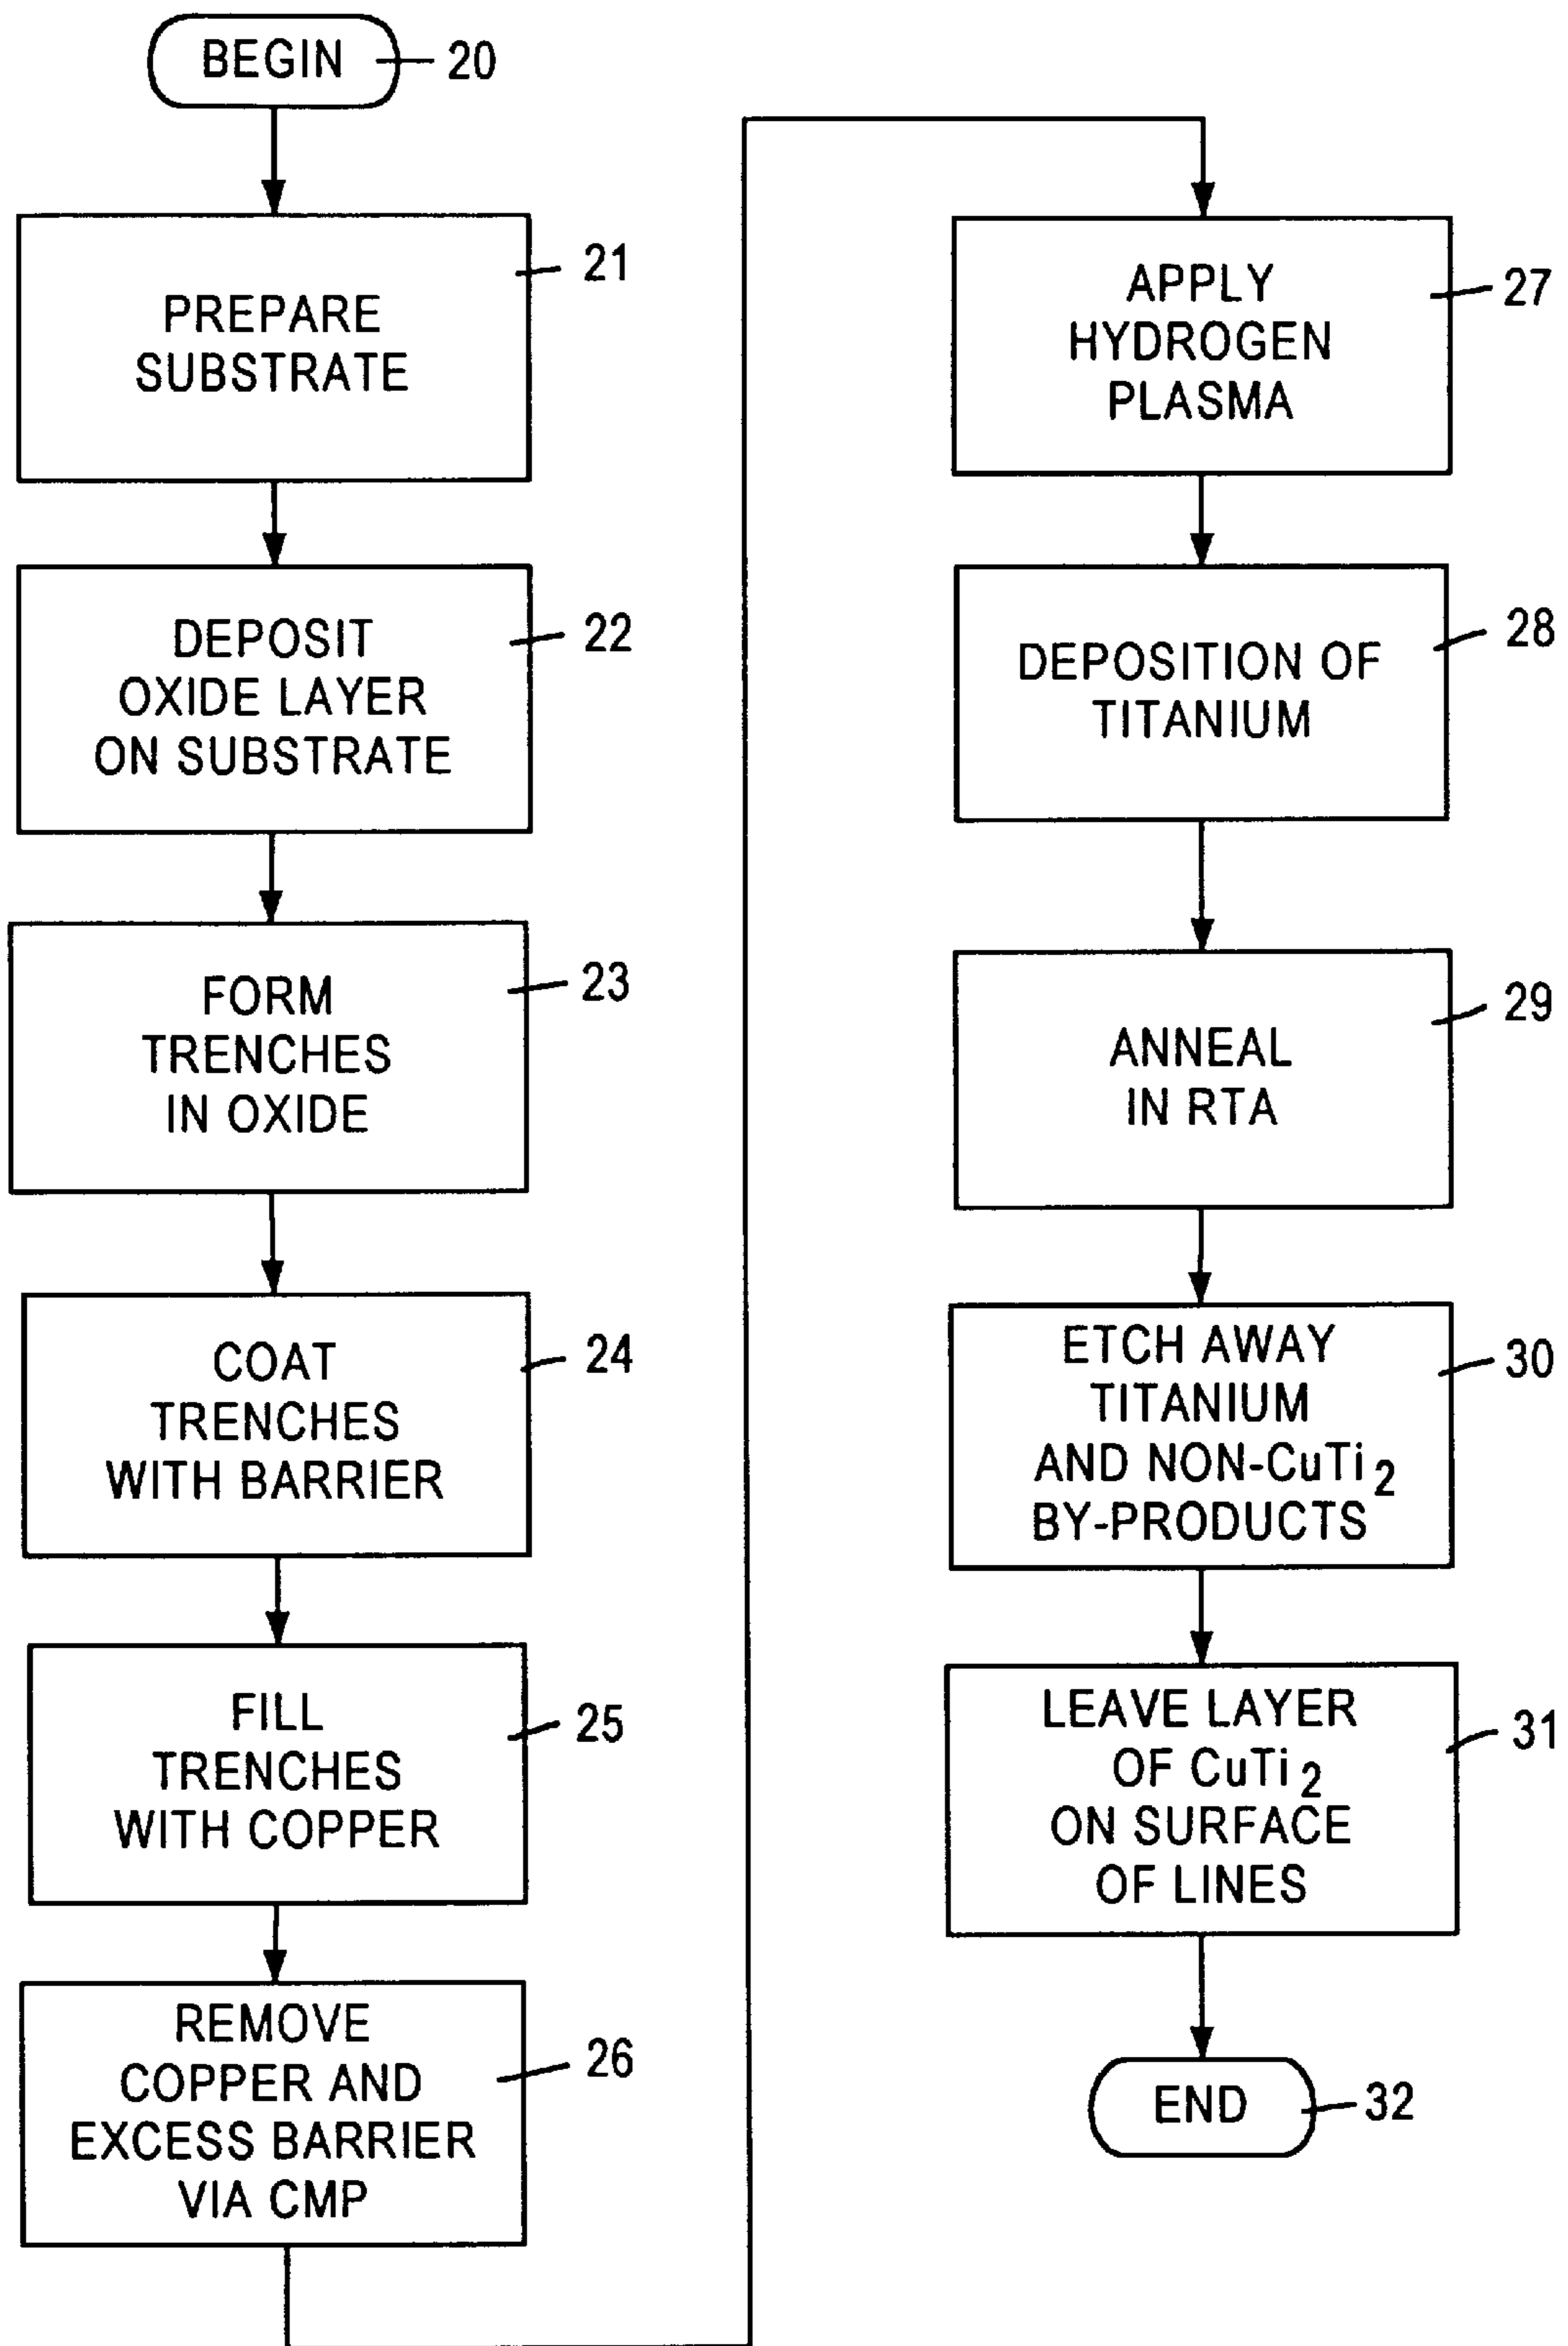 BEGIN
20
PREPARE
SUBSTRATE
21
DEPOSIT
OXIDE LAYER
ON SUBSTRATE
22
FORM
TRENCHES
IN OXIDE
23
COAT
TRENCHES
WITH BARRIER
24
FILL
TRENCHES
WITH COPPER
25
REMOVE
COPPER AND
EXCESS BARRIER
VIA CMP
26
APPLY
HYDROGEN
PLASMA
27
DEPOSITION OF
TITANIUM
28
ANNEAL
IN RTA
29
ETCH AWAY
TITANIUM
AND NON-CuTi₂
BY-PRODUCTS
30
LEAVE LAYER
OF CuTi₂
ON SURFACE
OF LINES
31
END
32